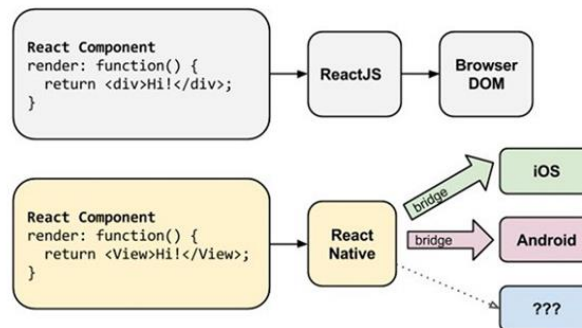 React Component
render: function() {
  return <div>Hi!</div>;
}
ReactJS
Browser
DOM
React Component
render: function() {
  return <View>Hi!</View>;
}
React
Native
bridge
iOS
bridge
Android
???